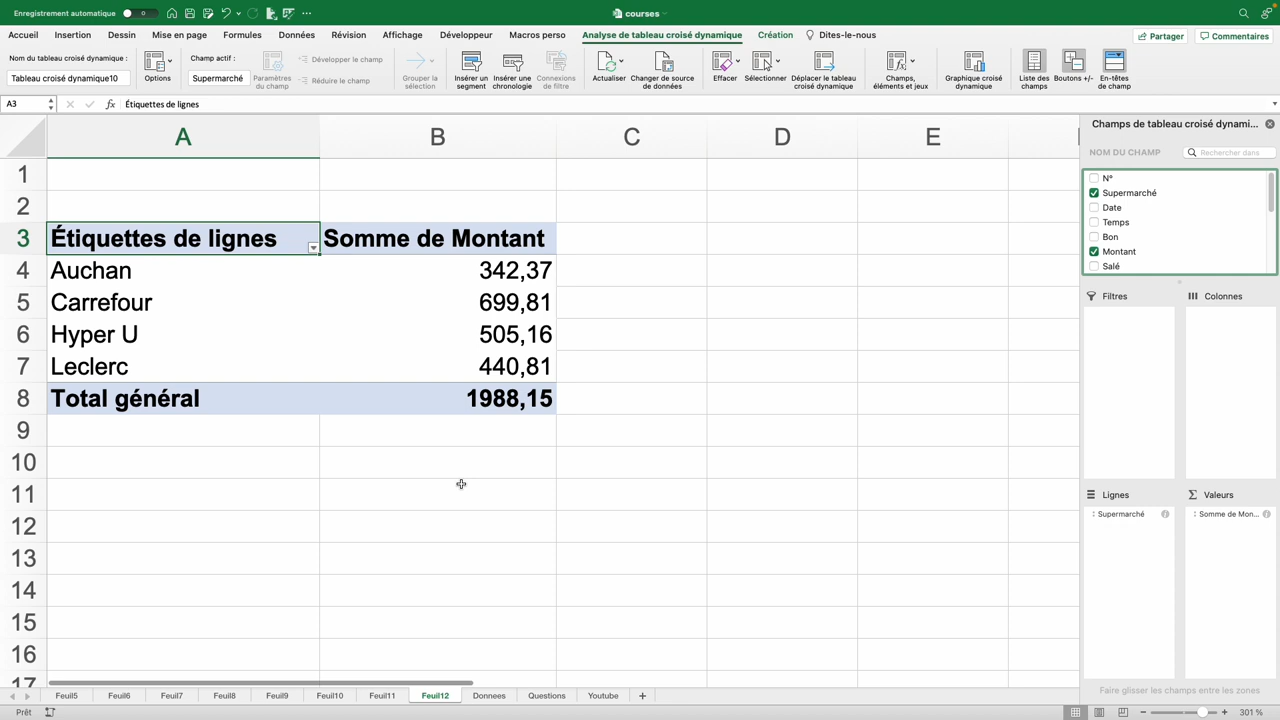 Enregistrement automatique
courses
Accueil Insertion Dessin Mise en page Formules Données Révision Affichage Développeur Macros perso Analyse de tableau croisé dynamique Création Dites-le-nous Partager Commentaires
Nom du tableau croisé dynamique :
Tableau croisé dynamique10
Options
Champ actif :
Supermarché
Paramètres du champ
Développer le champ
Réduire le champ
Grouper la sélection
Insérer un segment
Insérer une chronologie
Connexions de filtre
Actualiser
Changer de source de données
Effacer
Sélectionner
Déplacer le tableau croisé dynamique
Champs, éléments et jeux
Graphique croisé dynamique
Liste des champs
Boutons +/-
En-têtes de champ
A3 fx Étiquettes de lignes
A B C D E
1
2
3 Étiquettes de lignes Somme de Montant
4 Auchan 342,37
5 Carrefour 699,81
6 Hyper U 505,16
7 Leclerc 440,81
8 Total général 1988,15
9
10
11
12
13
14
15
16
17
Champs de tableau croisé dynami...
NOM DU CHAMP Rechercher dans
N°
Supermarché
Date
Temps
Bon
Montant
Salé
Filtres Colonnes
Lignes Valeurs
Supermarché Somme de Mon...
Faire glisser les champs entre les zones
Feuil5 Feuil6 Feuil7 Feuil8 Feuil9 Feuil10 Feuil11 Feuil12 Donnees Questions Youtube +
Prêt 301 %